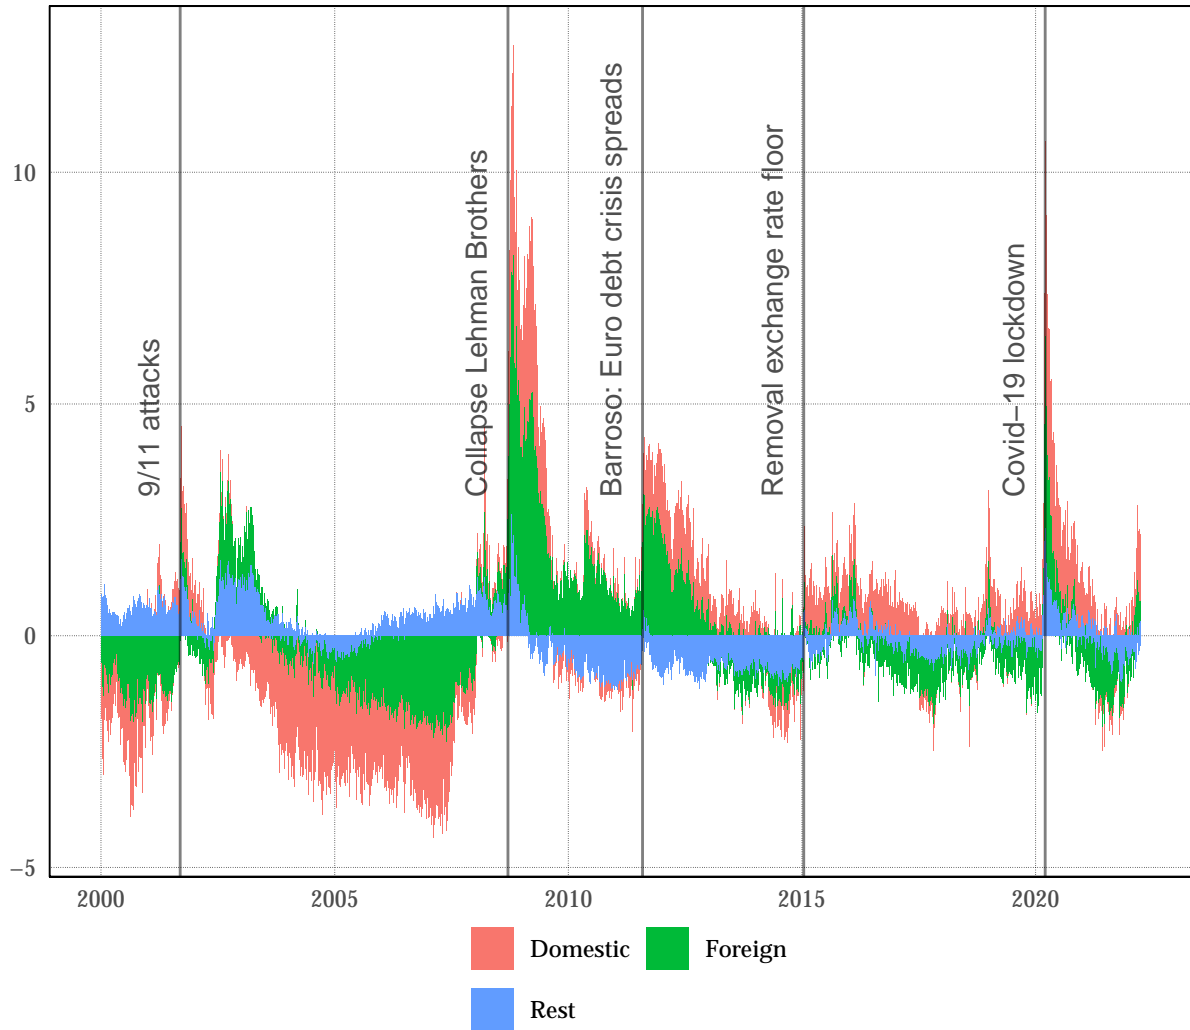 10
5
0
−5
9/11 attacks
Collapse Lehman Brothers
Barroso: Euro debt crisis spreads
Removal exchange rate floor
Covid−19 lockdown
2000 2005 2010 2015 2020
Domestic Foreign
Rest